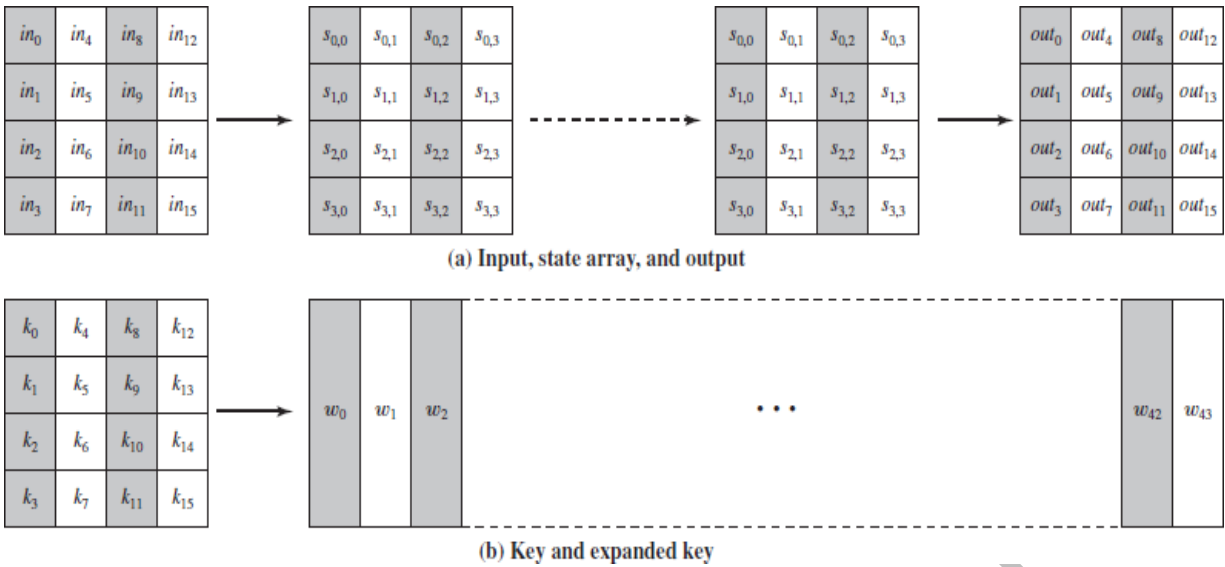 in₀ in₄ in₈ in₁₂ s₀,₀ s₀,₁ s₀,₂ s₀,₃ s₀,₀ s₀,₁ s₀,₂ s₀,₃ out₀ out₄ out₈ out₁₂
in₁ in₅ in₉ in₁₃ s₁,₀ s₁,₁ s₁,₂ s₁,₃ s₁,₀ s₁,₁ s₁,₂ s₁,₃ out₁ out₅ out₉ out₁₃
in₂ in₆ in₁₀ in₁₄ s₂,₀ s₂,₁ s₂,₂ s₂,₃ s₂,₀ s₂,₁ s₂,₂ s₂,₃ out₂ out₆ out₁₀ out₁₄
in₃ in₇ in₁₁ in₁₅ s₃,₀ s₃,₁ s₃,₂ s₃,₃ s₃,₀ s₃,₁ s₃,₂ s₃,₃ out₃ out₇ out₁₁ out₁₅
(a) Input, state array, and output
k₀ k₄ k₈ k₁₂
k₁ k₅ k₉ k₁₃
w₀ w₁ w₂ • • • w₄₂ w₄₃
k₂ k₆ k₁₀ k₁₄
k₃ k₇ k₁₁ k₁₅
(b) Key and expanded key